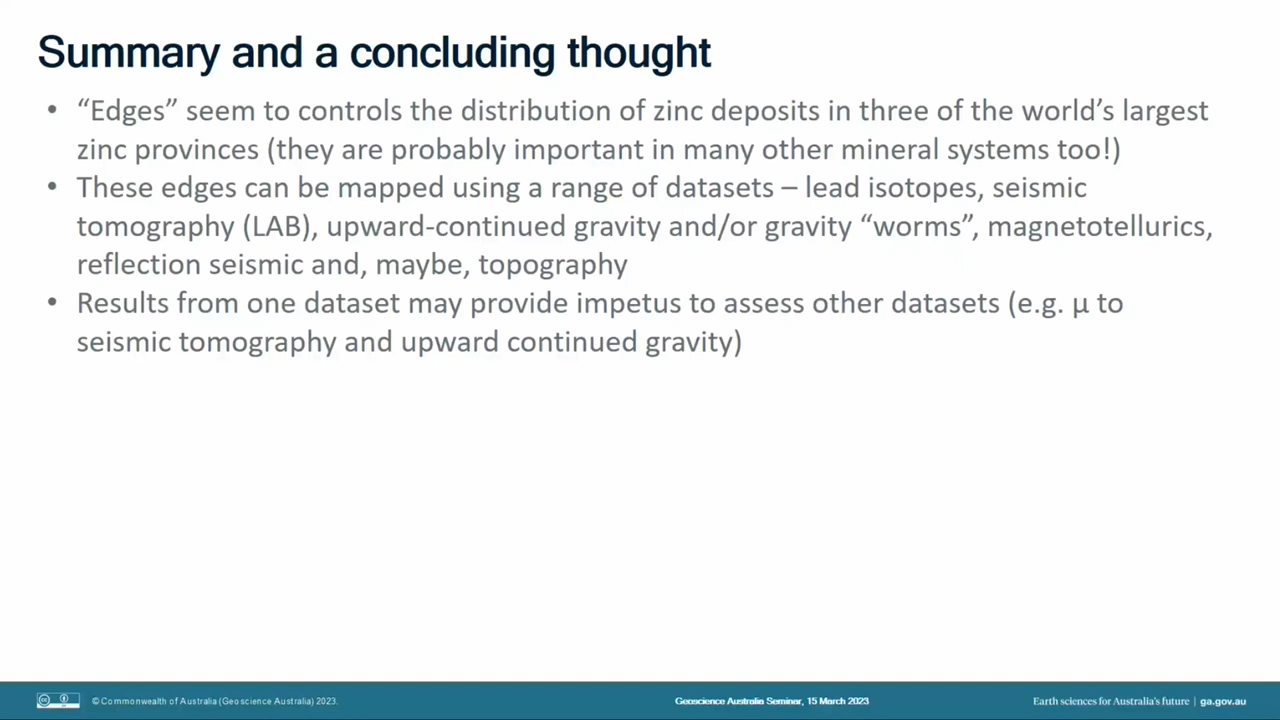 Summary and a concluding thought
• “Edges” seem to controls the distribution of zinc deposits in three of the world’s largest
zinc provinces (they are probably important in many other mineral systems too!)
• These edges can be mapped using a range of datasets – lead isotopes, seismic
tomography (LAB), upward-continued gravity and/or gravity “worms”, magnetotellurics,
reflection seismic and, maybe, topography
• Results from one dataset may provide impetus to assess other datasets (e.g. μ to
seismic tomography and upward continued gravity)
© Commonwealth of Australia (Geoscience Australia) 2023.
Geoscience Australia Seminar, 15 March 2023
Earth sciences for Australia’s future | ga.gov.au